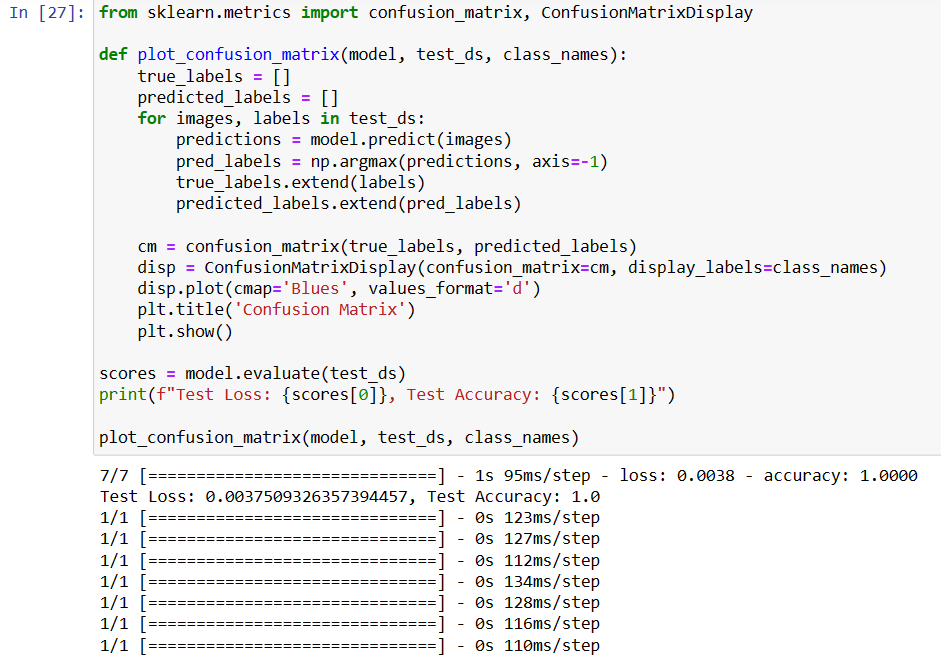 In [27]: from sklearn.metrics import confusion_matrix, ConfusionMatrixDisplay

def plot_confusion_matrix(model, test_ds, class_names):
    true_labels = []
    predicted_labels = []
    for images, labels in test_ds:
        predictions = model.predict(images)
        pred_labels = np.argmax(predictions, axis=-1)
        true_labels.extend(labels)
        predicted_labels.extend(pred_labels)

    cm = confusion_matrix(true_labels, predicted_labels)
    disp = ConfusionMatrixDisplay(confusion_matrix=cm, display_labels=class_names)
    disp.plot(cmap='Blues', values_format='d')
    plt.title('Confusion Matrix')
    plt.show()

scores = model.evaluate(test_ds)
print(f"Test Loss: {scores[0]}, Test Accuracy: {scores[1]}")

plot_confusion_matrix(model, test_ds, class_names)
7/7 [==============================] - 1s 95ms/step - loss: 0.0038 - accuracy: 1.0000
Test Loss: 0.0037509326357394457, Test Accuracy: 1.0
1/1 [==============================] - 0s 123ms/step
1/1 [==============================] - 0s 127ms/step
1/1 [==============================] - 0s 112ms/step
1/1 [==============================] - 0s 134ms/step
1/1 [==============================] - 0s 128ms/step
1/1 [==============================] - 0s 116ms/step
1/1 [==============================] - 0s 110ms/step